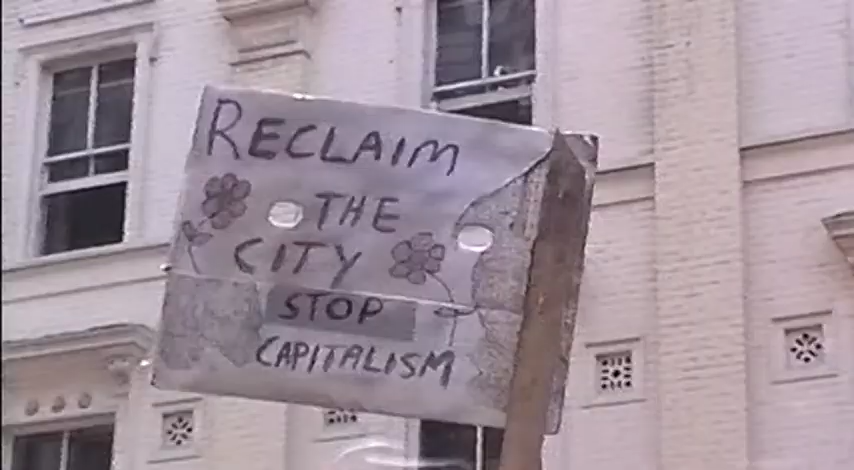 RECLAIM
THE
CITY
STOP
CAPITALISM